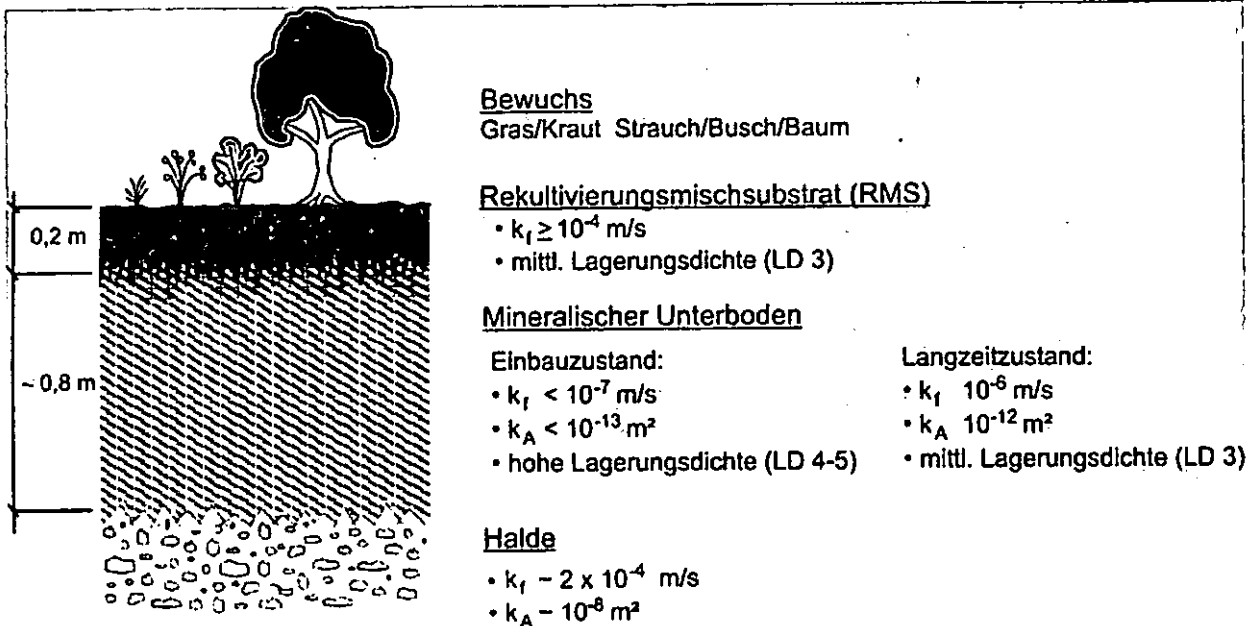 Bewuchs
Gras/Kraut Strauch/Busch/Baum
Rekultivierungsmischsubstrat (RMS)
• k_f ≥ 10⁻⁴ m/s
• mittl. Lagerungsdichte (LD 3)
0,2 m
Mineralischer Unterboden
Einbauzustand:
• k_f < 10⁻⁷ m/s
• k_A < 10⁻¹³ m²
• hohe Lagerungsdichte (LD 4-5)
Langzeitzustand:
• k_f 10⁻⁶ m/s
• k_A 10⁻¹² m²
• mittl. Lagerungsdichte (LD 3)
~ 0,8 m
Halde
• k_f ~ 2 x 10⁻⁴ m/s
• k_A ~ 10⁻⁸ m²